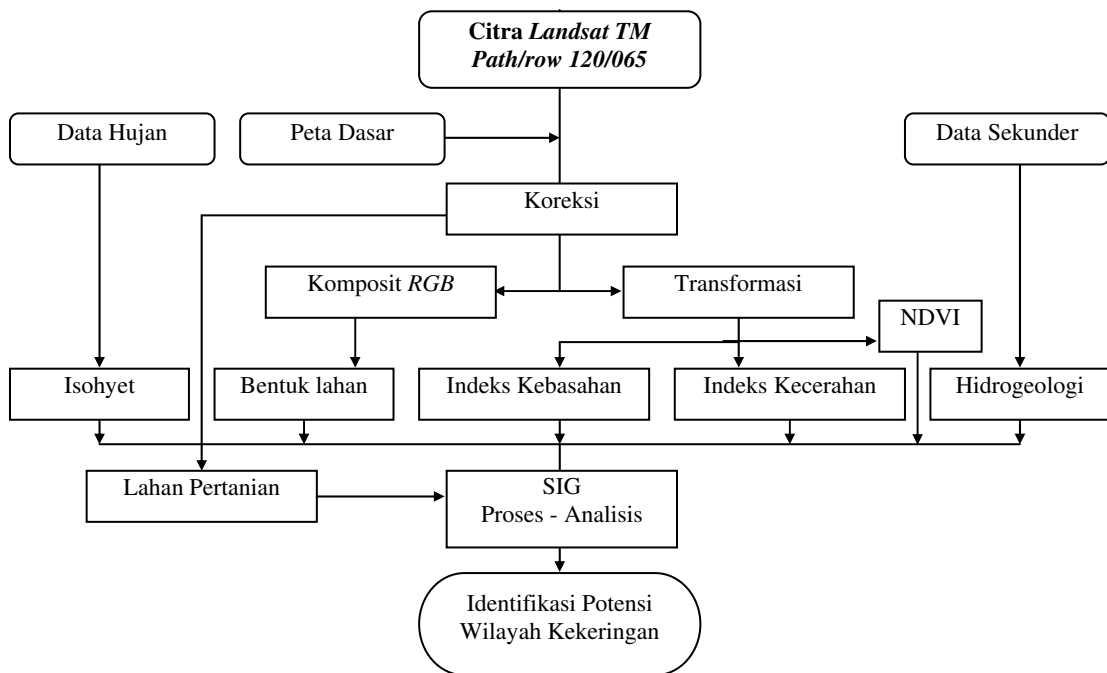 Citra Landsat TM
Path/row 120/065
Data Hujan
Peta Dasar
Data Sekunder
Koreksi
Komposit RGB
Transformasi
NDVI
Isohyet
Bentuk lahan
Indeks Kebasahan
Indeks Kecerahan
Hidrogeologi
Lahan Pertanian
SIG
Proses - Analisis
Identifikasi Potensi
Wilayah Kekeringan